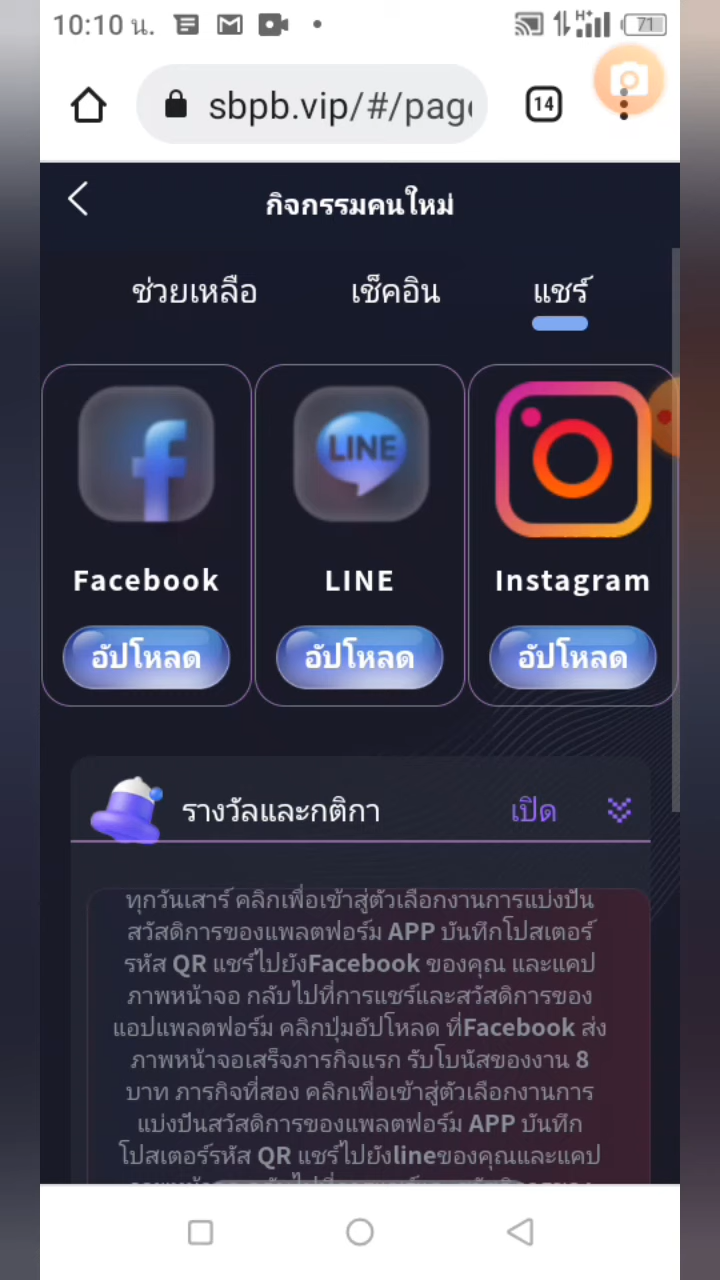 10:10 น.
H+
71
sbpb.vip/#/page
14
กิจกรรมคนใหม่
ช่วยเหลือ
เช็คอิน
แชร์
LINE
Facebook
LINE
Instagram
อัปโหลด
อัปโหลด
อัปโหลด
รางวัลและกติกา
เปิด
ทุกวันเสาร์ คลิกเพื่อเข้าสู่ตัวเลือกงานการแบ่งปัน
สวัสดิการของแพลตฟอร์ม APP บันทึกโปสเตอร์
รหัส QR แชร์ไปยังFacebook ของคุณ และแคป
ภาพหน้าจอ กลับไปที่การแชร์และสวัสดิการของ
แอปแพลตฟอร์ม คลิกปุ่มอัปโหลด ที่Facebook ส่ง
ภาพหน้าจอเสร็จภารกิจแรก รับโบนัสของงาน 8
บาท ภารกิจที่สอง คลิกเพื่อเข้าสู่ตัวเลือกงานการ
แบ่งปันสวัสดิการของแพลตฟอร์ม APP บันทึก
โปสเตอร์รหัส QR แชร์ไปยังlineของคุณและแคป